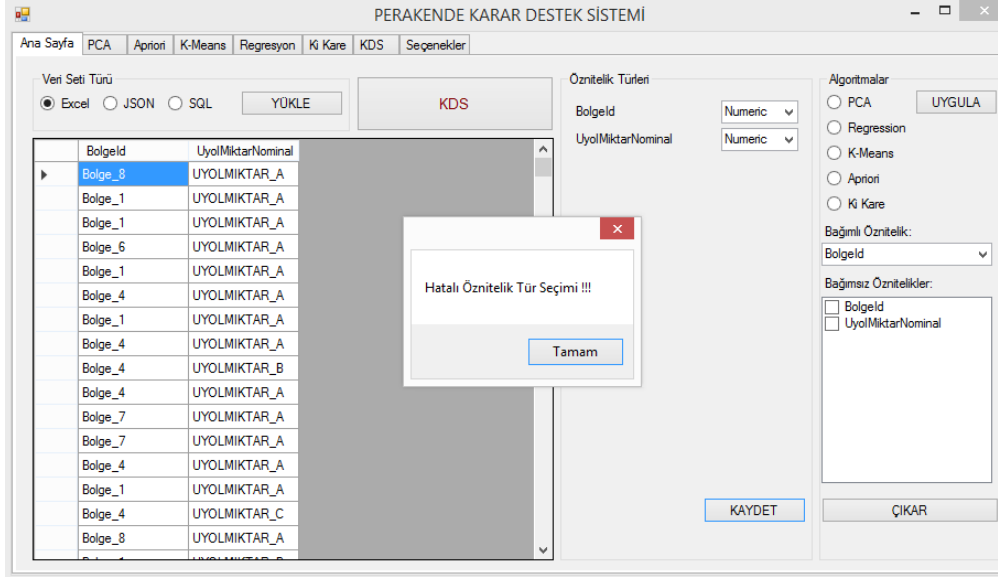 PERAKENDE KARAR DESTEK SİSTEMİ
Ana Sayfa PCA Apriori K-Means Regresyon Ki Kare KDS Seçenekler
Veri Seti Türü
Excel JSON SQL YÜKLE
KDS
BolgeId UyolMiktarNominal
Bolge_8 UYOLMIKTAR_A
Bolge_1 UYOLMIKTAR_A
Bolge_1 UYOLMIKTAR_A
Bolge_6 UYOLMIKTAR_A
Bolge_1 UYOLMIKTAR_A
Bolge_4 UYOLMIKTAR_A
Bolge_1 UYOLMIKTAR_A
Bolge_4 UYOLMIKTAR_A
Bolge_4 UYOLMIKTAR_B
Bolge_4 UYOLMIKTAR_A
Bolge_7 UYOLMIKTAR_A
Bolge_7 UYOLMIKTAR_A
Bolge_4 UYOLMIKTAR_A
Bolge_1 UYOLMIKTAR_A
Bolge_4 UYOLMIKTAR_C
Bolge_8 UYOLMIKTAR_A
Hatalı Öznitelik Tür Seçimi !!!
Tamam
Öznitelik Türleri
BolgeId Numeric
UyolMiktarNominal Numeric
KAYDET
Algoritmalar
PCA UYGULA
Regression
K-Means
Apriori
Ki Kare
Bağımlı Öznitelik:
BolgeId
Bağımsız Öznitelikler:
BolgeId
UyolMiktarNominal
ÇIKAR